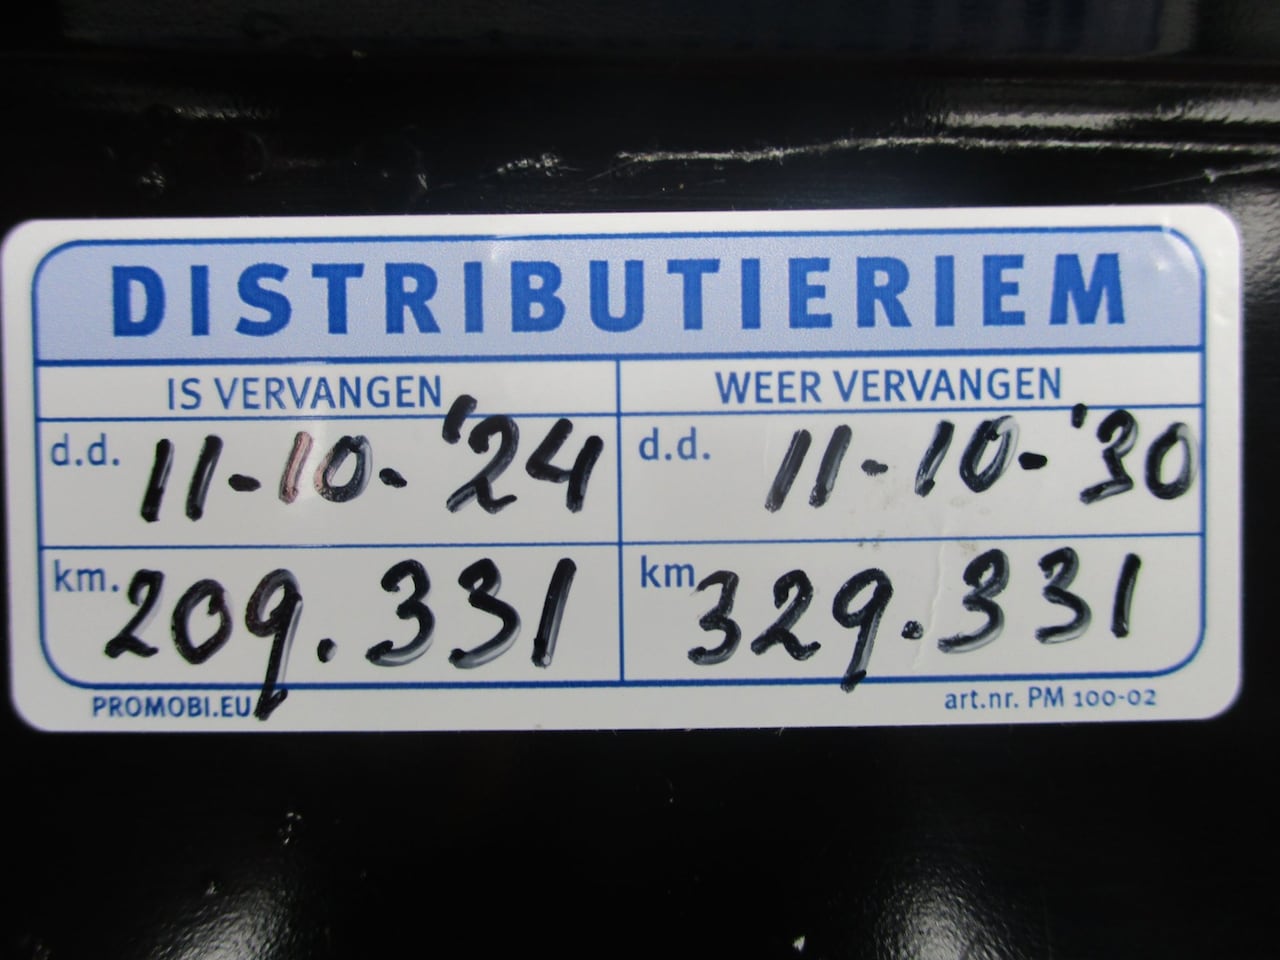 DISTRIBUTIERIEM
IS VERVANGEN WEER VERVANGEN
d.d. 11-10-'24 d.d. 11-10-'30
km. 209.331 km. 329.331
PROMOBI.EU art.nr. PM 100-02